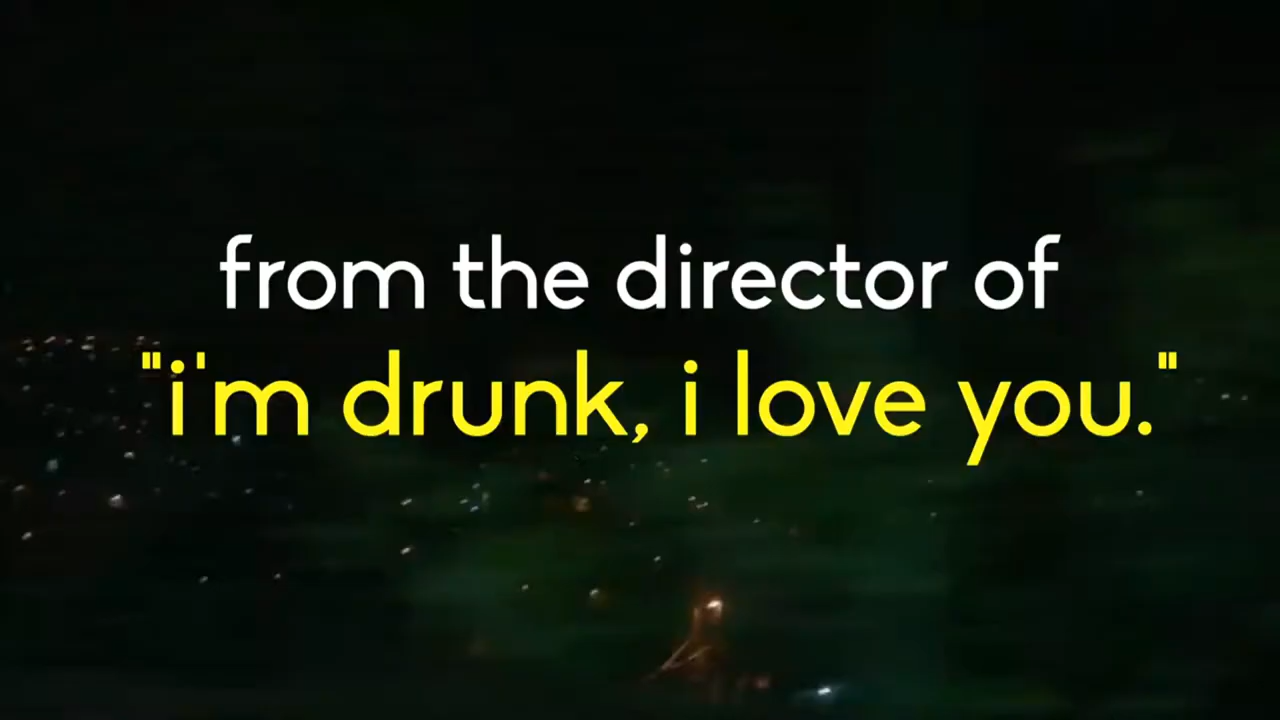 from the director of
"i'm drunk, i love you."